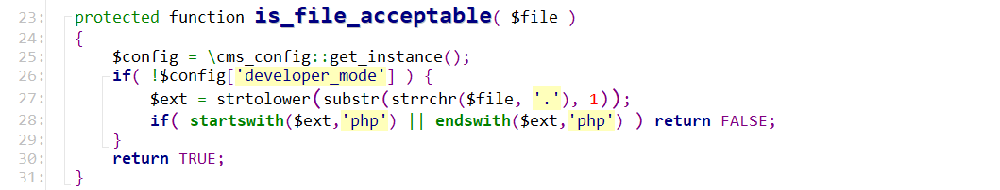 23: protected function is_file_acceptable( $file )
24: {
25: $config = \cms_config::get_instance();
26: if( !$config['developer_mode'] ) {
27: $ext = strtolower(substr(strrchr($file, '.'), 1));
28: if( startswith($ext,'php') || endswith($ext,'php') ) return FALSE;
29: }
30: return TRUE;
31: }